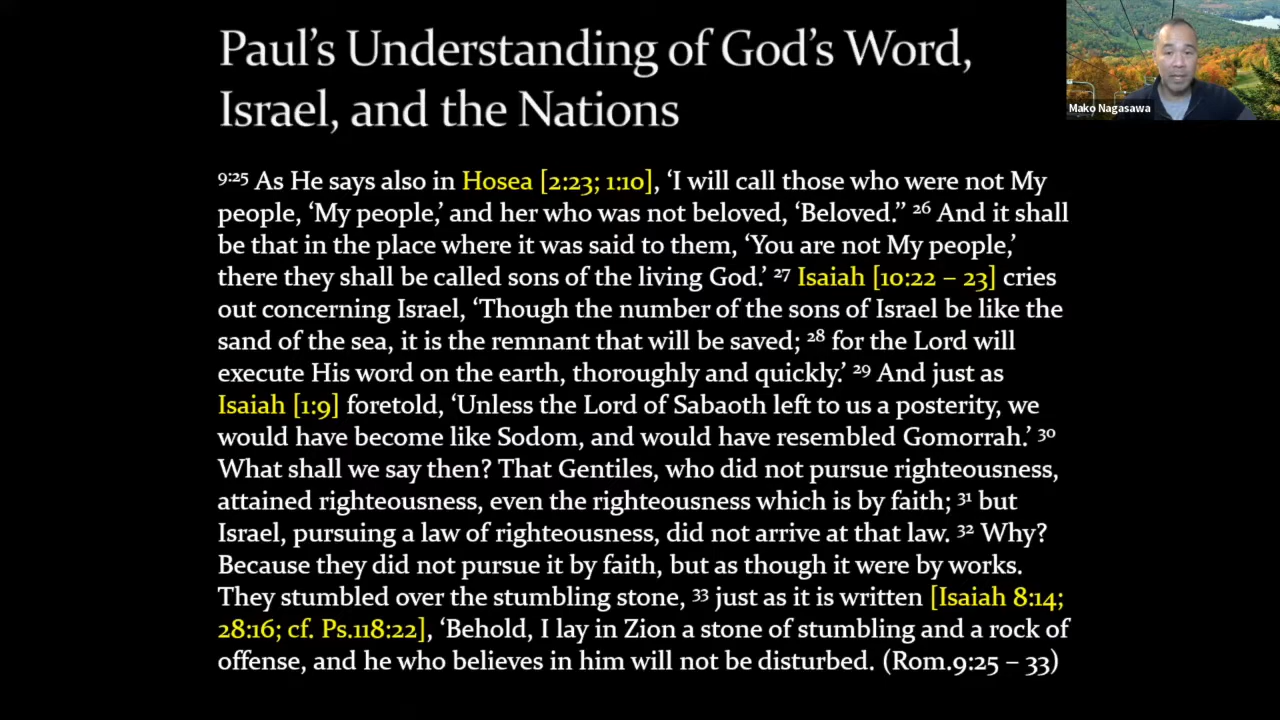 Paul's Understanding of God's Word,
Israel, and the Nations
Mako Nagasawa
9:25 As He says also in Hosea [2:23; 1:10], ‘I will call those who were not My
people, ‘My people,’ and her who was not beloved, ‘Beloved.” 26 And it shall
be that in the place where it was said to them, ‘You are not My people,’
there they shall be called sons of the living God.’ 27 Isaiah [10:22 – 23] cries
out concerning Israel, ‘Though the number of the sons of Israel be like the
sand of the sea, it is the remnant that will be saved; 28 for the Lord will
execute His word on the earth, thoroughly and quickly.’ 29 And just as
Isaiah [1:9] foretold, ‘Unless the Lord of Sabaoth left to us a posterity, we
would have become like Sodom, and would have resembled Gomorrah.’ 30
What shall we say then? That Gentiles, who did not pursue righteousness,
attained righteousness, even the righteousness which is by faith; 31 but
Israel, pursuing a law of righteousness, did not arrive at that law. 32 Why?
Because they did not pursue it by faith, but as though it were by works.
They stumbled over the stumbling stone, 33 just as it is written [Isaiah 8:14;
28:16; cf. Ps.118:22], ‘Behold, I lay in Zion a stone of stumbling and a rock of
offense, and he who believes in him will not be disturbed. (Rom.9:25 – 33)